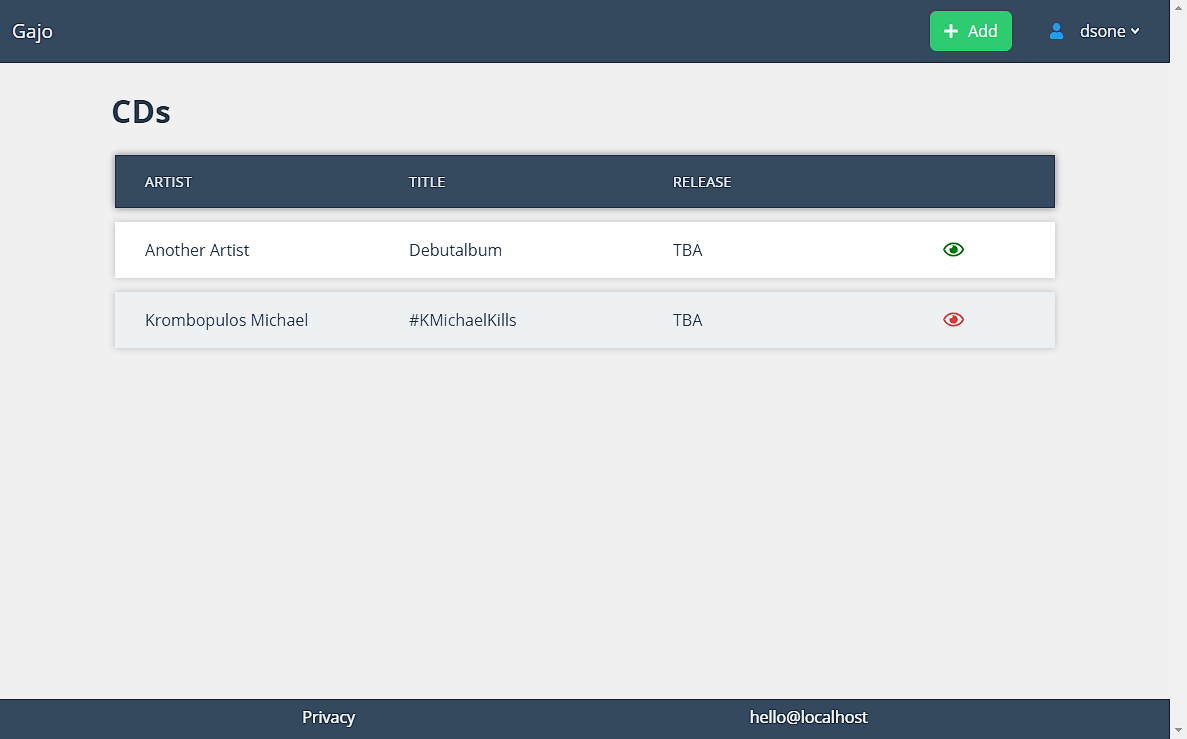 Gajo
Add
dsone
CDs
ARTIST TITLE RELEASE
Another Artist Debutalbum TBA
Krombopulos Michael #KMichaelKills TBA
Privacy hello@localhost